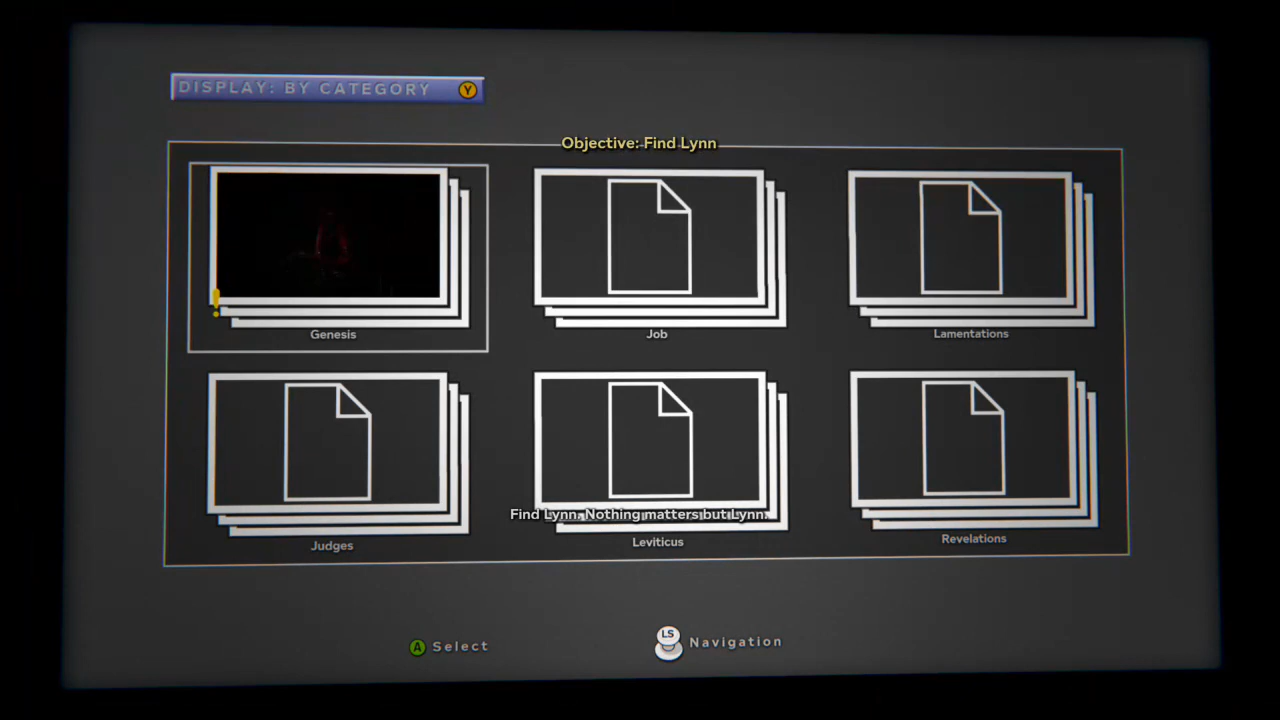 DISPLAY: BY CATEGORY Y
Objective: Find Lynn
Genesis
Job
Lamentations
Find Lynn. Nothing matters but Lynn.
Judges
Leviticus
Revelations
A Select
LS Navigation